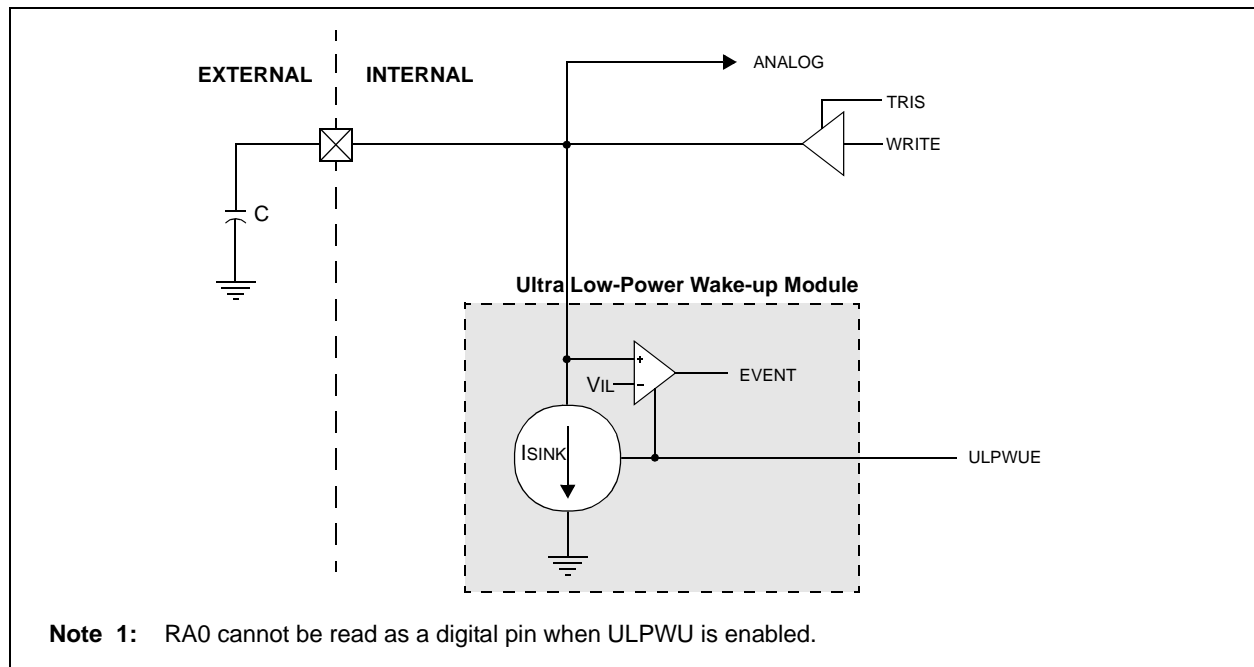 ANALOG
EXTERNAL INTERNAL
TRIS
WRITE
C
Ultra Low-Power Wake-up Module
+
VIL
–
EVENT
ISINK
ULPWUE
Note 1: RA0 cannot be read as a digital pin when ULPWU is enabled.